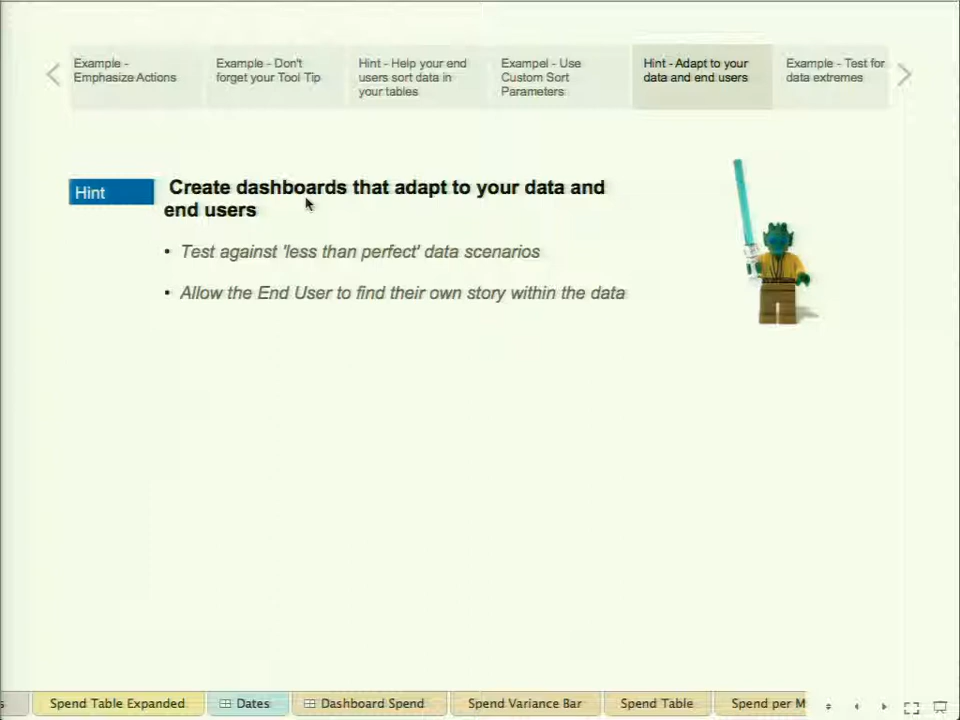 Example -
Emphasize Actions
Example - Don't
forget your Tool Tip
Hint - Help your end
users sort data in
your tables
Exampel - Use
Custom Sort
Parameters
Hint - Adapt to your
data and end users
Example - Test for
data extremes
Hint
Create dashboards that adapt to your data and
end users
• Test against 'less than perfect' data scenarios
• Allow the End User to find their own story within the data
Spend Table Expanded
Dates
Dashboard Spend
Spend Variance Bar
Spend Table
Spend per M